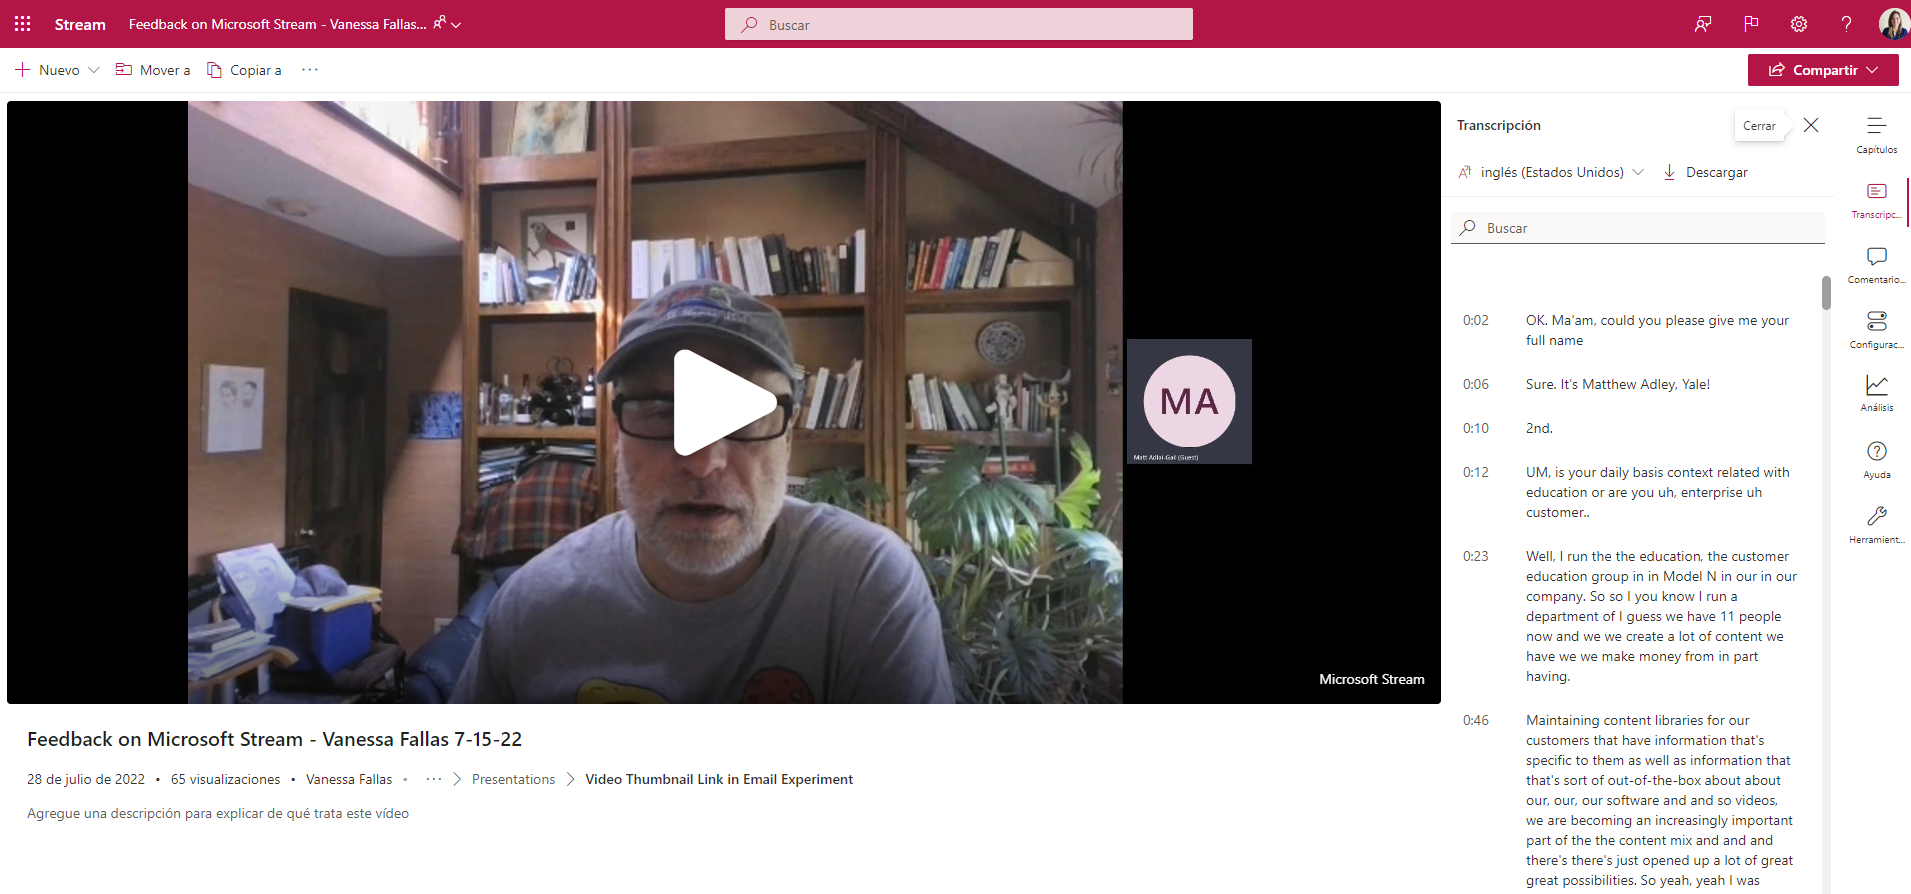 Stream
Feedback on Microsoft Stream - Vanessa Fallas...
Buscar
Nuevo
Mover a
Copiar a
Compartir
MA
Matt Adlai-Gail (Guest)
Microsoft Stream
Feedback on Microsoft Stream - Vanessa Fallas 7-15-22
28 de julio de 2022 • 65 visualizaciones • Vanessa Fallas • ··· > Presentations > Video Thumbnail Link in Email Experiment
Agregue una descripción para explicar de qué trata este vídeo
Transcripción
Cerrar
inglés (Estados Unidos)
Descargar
Buscar
0:02 OK. Ma'am, could you please give me your
full name
0:06 Sure. It's Matthew Adley, Yale!
0:10 2nd.
0:12 UM, is your daily basis context related with
education or are you uh, enterprise uh
customer..
0:23 Well, I run the the education, the customer
education group in in Model N in our in our
company. So so I you know I run a
department of I guess we have 11 people
now and we we create a lot of content we
have we we make money from in part
having.
0:46 Maintaining content libraries for our
customers that have information that's
specific to them as well as information that
that's sort of out-of-the-box about about
our, our, our software and and so videos,
we are becoming an increasingly important
part of the the content mix and and and
there's there's just opened up a lot of great
great possibilities. So yeah, yeah I was
Capítulos
Transcripc...
Comentario...
Configurac...
Análisis
Ayuda
Herramient...